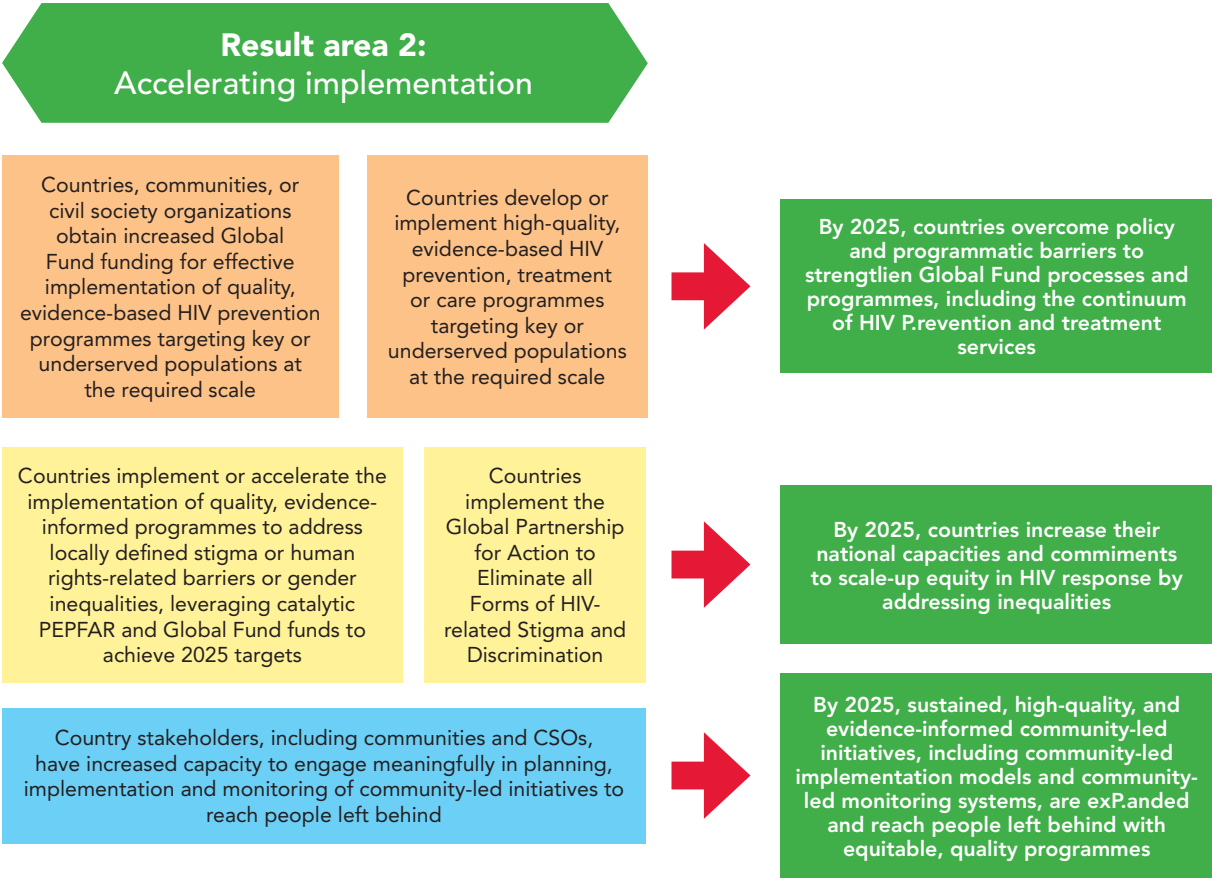 Result area 2:
Accelerating implementation
Countries, communities, or
civil society organizations
obtain increased Global
Fund funding for effective
implementation of quality,
evidence-based HIV prevention
programmes targeting key or
underserved populations at
the required scale
Countries develop or
implement high-quality,
evidence-based HIV
prevention, treatment
or care programmes
targeting key or
underserved populations
at the required scale
By 2025, countries overcome policy
and programmatic barriers to
strengtlien Global Fund processes and
programmes, including the continuum
of HIV P.revention and treatment
services
Countries implement or accelerate the
implementation of quality, evidence-
informed programmes to address
locally defined stigma or human
rights-related barriers or gender
inequalities, leveraging catalytic
PEPFAR and Global Fund funds to
achieve 2025 targets
Countries
implement the
Global Partnership
for Action to
Eliminate all
Forms of HIV-
related Stigma and
Discrimination
By 2025, countries increase their
national capacities and commiments
to scale-up equity in HIV response by
addressing inequalities
Country stakeholders, including communities and CSOs,
have increased capacity to engage meaningfully in planning,
implementation and monitoring of community-led initiatives to
reach people left behind
By 2025, sustained, high-quality, and
evidence-informed community-led
initiatives, including community-led
implementation models and community-
led monitoring systems, are exP.anded
and reach people left behind with
equitable, quality programmes